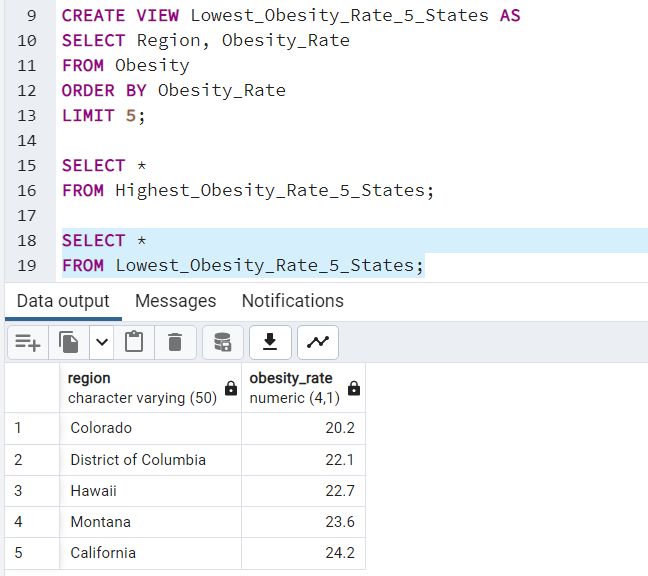 9 CREATE VIEW Lowest_Obesity_Rate_5_States AS
10 SELECT Region, Obesity_Rate
11 FROM Obesity
12 ORDER BY Obesity_Rate
13 LIMIT 5;
14
15 SELECT *
16 FROM Highest_Obesity_Rate_5_States;
17
18 SELECT *
19 FROM Lowest_Obesity_Rate_5_States;
Data output Messages Notifications
region obesity_rate
character varying (50) numeric (4,1)
1 Colorado 20.2
2 District of Columbia 22.1
3 Hawaii 22.7
4 Montana 23.6
5 California 24.2